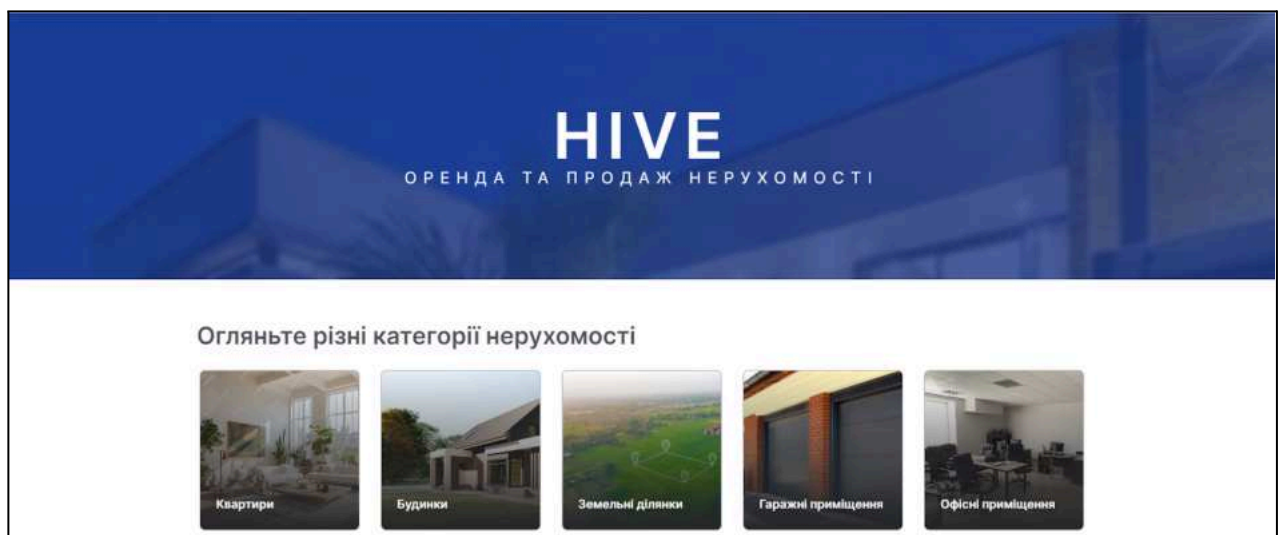 HIVE
ОРЕНДА ТА ПРОДАЖ НЕРУХОМОСТІ
Огляньте різні категорії нерухомості
Квартири
Будинки
Земельні ділянки
Гаражні приміщення
Офісні приміщення